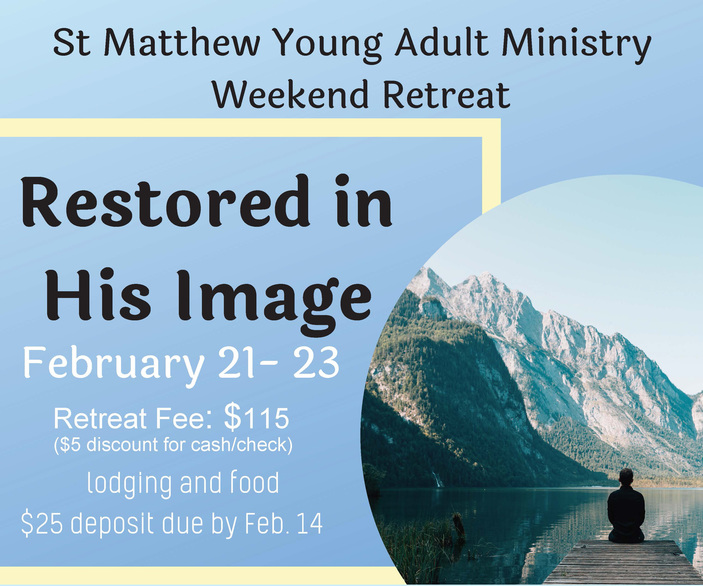 St Matthew Young Adult Ministry
Weekend Retreat
Restored in
His Image
February 21- 23
Retreat Fee: $115
($5 discount for cash/check)
lodging and food
$25 deposit due by Feb. 14